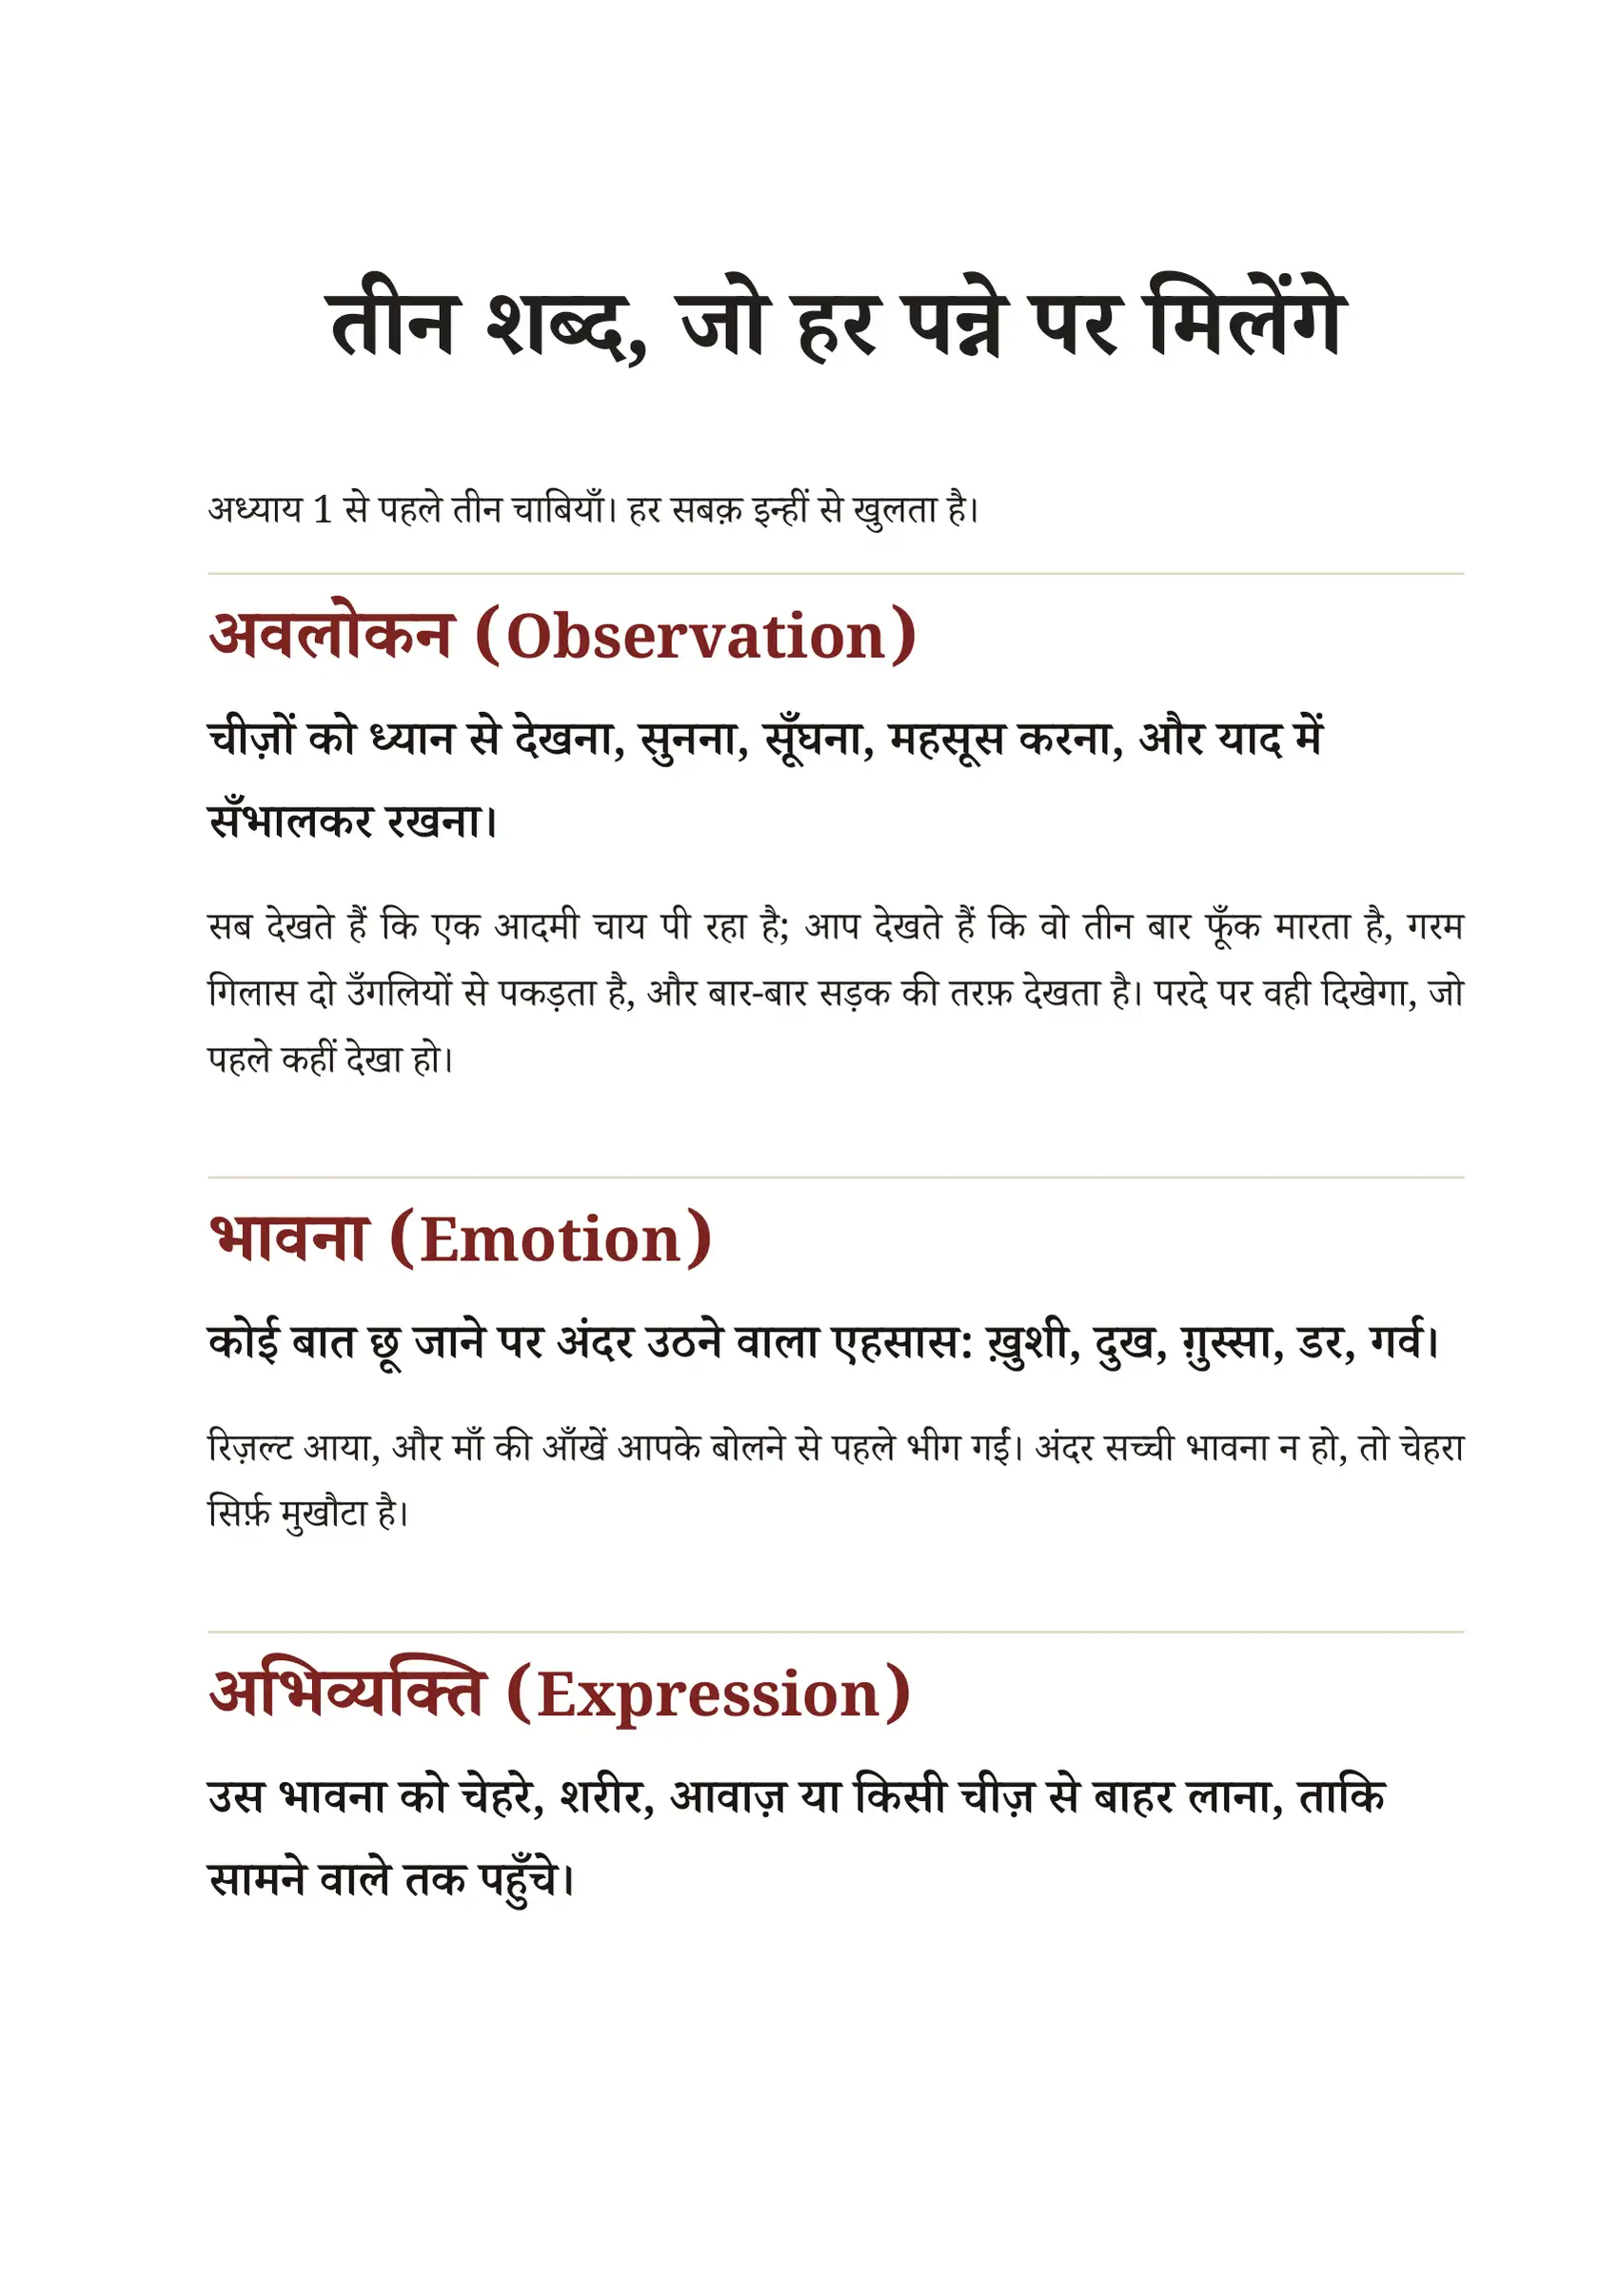 तीन शब्द, जो हर पन्ने पर मिलेंगे
अध्याय 1 से पहले तीन चाबियाँ। हर सबक़ इन्हीं से खुलता है।
अवलोकन (Observation)
चीज़ों को ध्यान से देखना, सुनना, सूँघना, महसूस करना, और याद में
सँभालकर रखना।
सब देखते हैं कि एक आदमी चाय पी रहा है; आप देखते हैं कि वो तीन बार फूँक मारता है, गरम
गिलास दो उँगलियों से पकड़ता है, और बार-बार सड़क की तरफ़ देखता है। परदे पर वही दिखेगा, जो
पहले कहीं देखा हो।
भावना (Emotion)
कोई बात छू जाने पर अंदर उठने वाला एहसास: ख़ुशी, दुख, ग़ुस्सा, डर, गर्व।
रिज़ल्ट आया, और माँ की आँखें आपके बोलने से पहले भीग गईं। अंदर सच्ची भावना न हो, तो चेहरा
सिर्फ़ मुखौटा है।
अभिव्यक्ति (Expression)
उस भावना को चेहरे, शरीर, आवाज़ या किसी चीज़ से बाहर लाना, ताकि
सामने वाले तक पहुँचे।